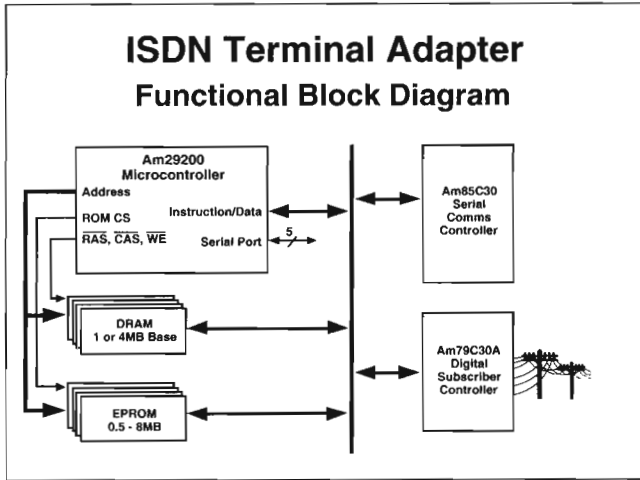 ISDN Terminal Adapter
Functional Block Diagram
Am29200
Microcontroller
Address
ROM CS
RAS, CAS, WE
Instruction/Data
Serial Port
5
DRAM
1 or 4MB Base
EPROM
0.5 - 8MB
Am85C30
Serial
Comms
Controller
Am79C30A
Digital
Subscriber
Controller